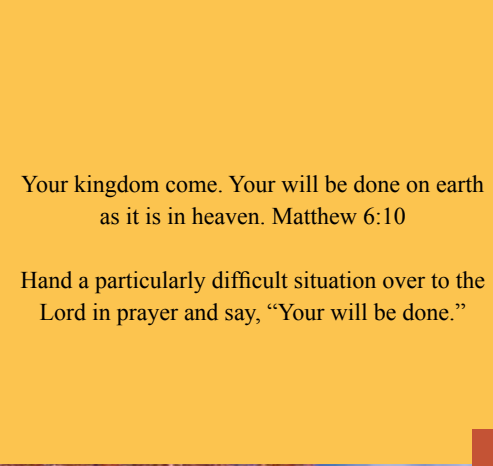 Your kingdom come. Your will be done on earth
as it is in heaven. Matthew 6:10
Hand a particularly difficult situation over to the
Lord in prayer and say, “Your will be done.”